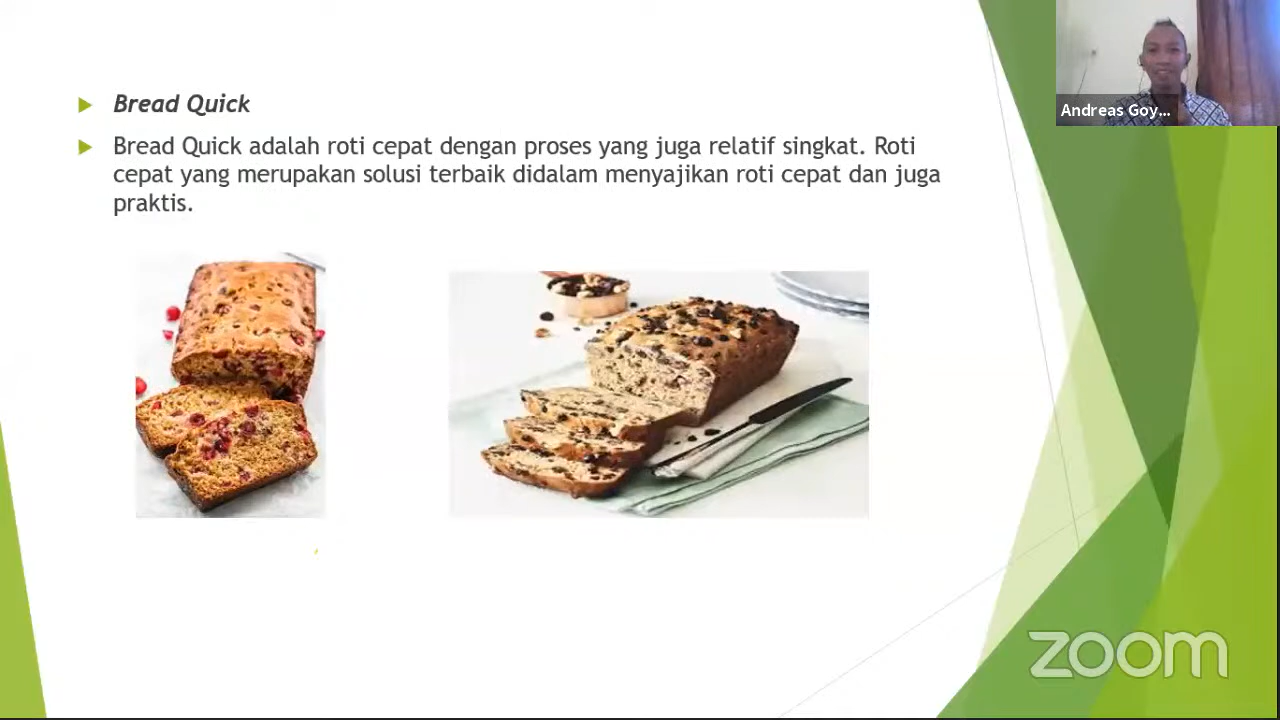 Bread Quick
Bread Quick adalah roti cepat dengan proses yang juga relatif singkat. Roti
cepat yang merupakan solusi terbaik didalam menyajikan roti cepat dan juga
praktis.
Andreas Goy...
zoom